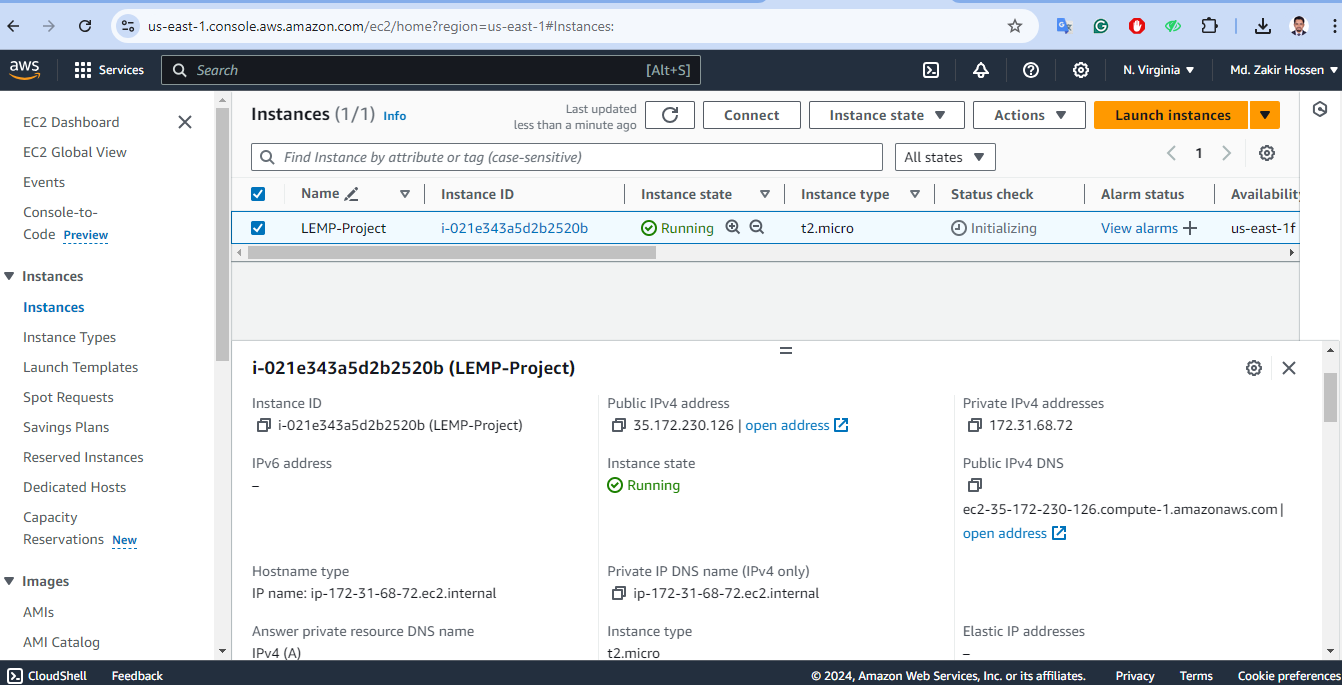 us-east-1.console.aws.amazon.com/ec2/home?region=us-east-1#Instances:
aws
Services
Search [Alt+S]
N. Virginia
Md. Zakir Hossen
EC2 Dashboard
EC2 Global View
Events
Console-to-
Code Preview
Instances
Instances
Instance Types
Launch Templates
Spot Requests
Savings Plans
Reserved Instances
Dedicated Hosts
Capacity
Reservations New
Images
AMIs
AMI Catalog
Instances (1/1) Info
Last updated
less than a minute ago
Connect
Instance state
Actions
Launch instances
Find Instance by attribute or tag (case-sensitive)
All states
1
Name Instance ID Instance state Instance type Status check Alarm status Availability
LEMP-Project i-021e343a5d2b2520b Running t2.micro Initializing View alarms us-east-1f
i-021e343a5d2b2520b (LEMP-Project)
Instance ID
i-021e343a5d2b2520b (LEMP-Project)
Public IPv4 address
35.172.230.126 | open address
Private IPv4 addresses
172.31.68.72
IPv6 address
–
Instance state
Running
Public IPv4 DNS
ec2-35-172-230-126.compute-1.amazonaws.com |
open address
Hostname type
IP name: ip-172-31-68-72.ec2.internal
Private IP DNS name (IPv4 only)
ip-172-31-68-72.ec2.internal
Answer private resource DNS name
IPv4 (A)
Instance type
t2.micro
Elastic IP addresses
–
CloudShell
Feedback
© 2024, Amazon Web Services, Inc. or its affiliates.
Privacy
Terms
Cookie preferences